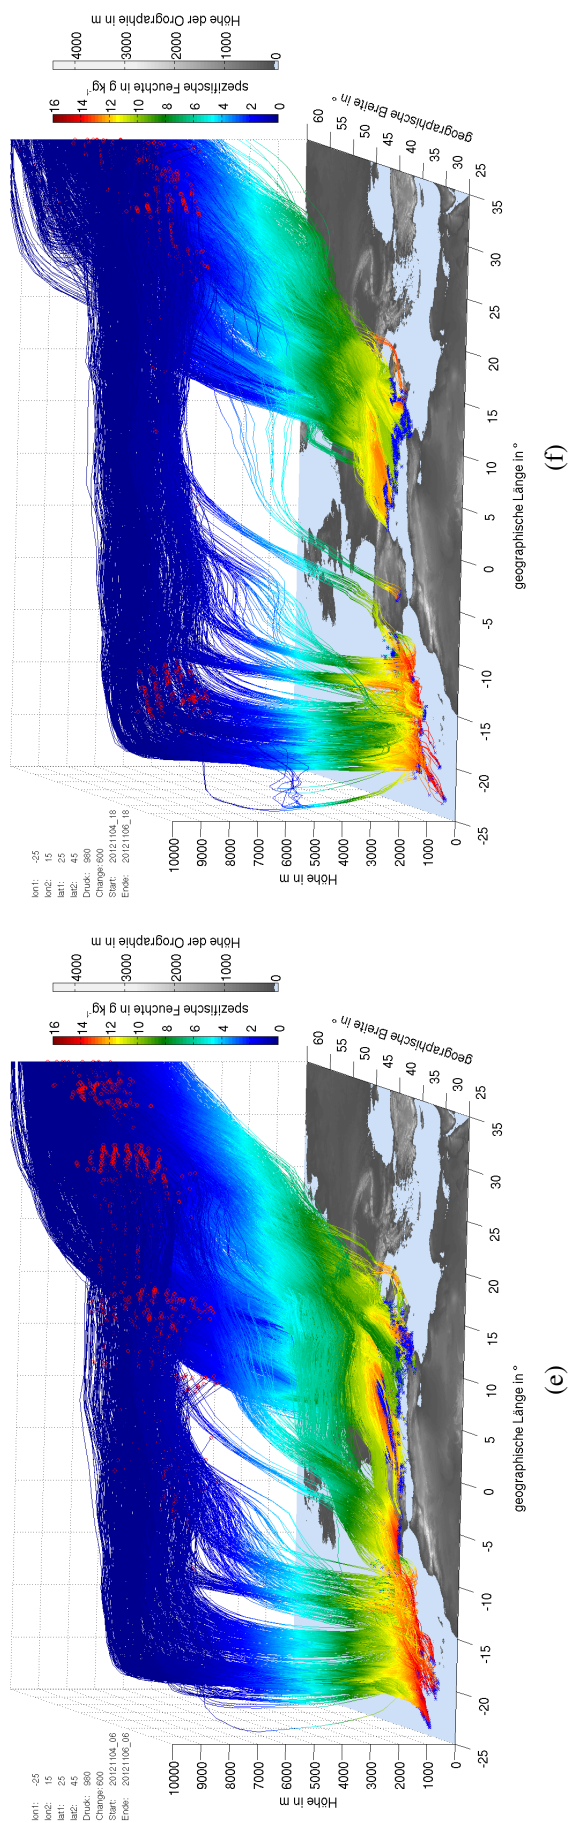 lon1: -25
lon2: 15
lat1: 25
lat2: 45
Druck: 980
Change: 600
Start: 20121104_06
Ende: 20121106_06
10000
9000
8000
7000
6000
5000
4000
3000
2000
1000
0
Höhe in m
-25 -20 -15 -10 -5 0 5 10 15 20 25 30 35
geographische Länge in °
25
30
35
40
45
50
55
60
geographische Breite in °
16
14
12
10
8
6
4
2
0
spezifische Feuchte in g kg⁻¹
4000
3000
2000
1000
0
Höhe der Orographie in m
(e)
lon1: -25
lon2: 15
lat1: 25
lat2: 45
Druck: 980
Change: 600
Start: 20121104_18
Ende: 20121106_18
10000
9000
8000
7000
6000
5000
4000
3000
2000
1000
0
Höhe in m
-25 -20 -15 -10 -5 0 5 10 15 20 25 30 35
geographische Länge in °
25
30
35
40
45
50
55
60
geographische Breite in °
16
14
12
10
8
6
4
2
0
spezifische Feuchte in g kg⁻¹
4000
3000
2000
1000
0
Höhe der Orographie in m
(f)